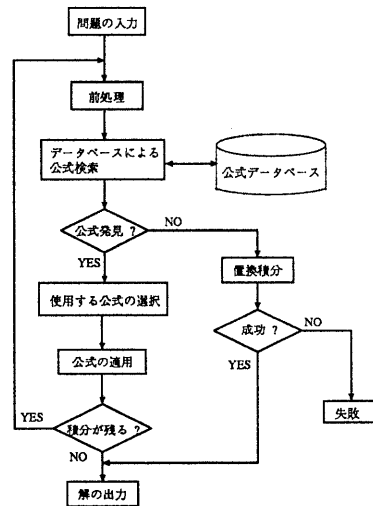 問題の入力
前処理
データベースによる
公式検索
公式データベース
公式発見 ?
NO
YES
置換積分
使用する公式の選択
成功 ?
NO
公式の適用
YES
YES
積分が残る ?
失敗
NO
解の出力